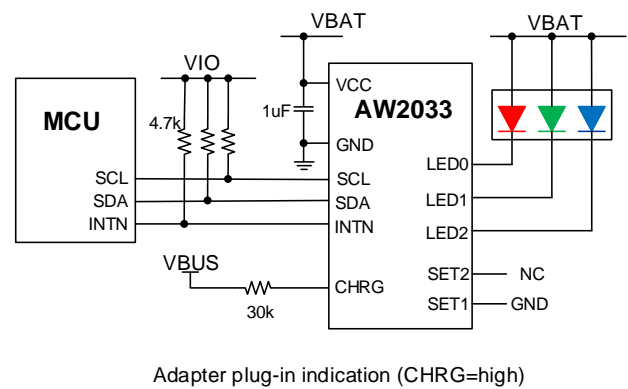 VBAT
VBAT
VIO
VCC
AW2033
MCU
4.7k
1uF
GND
LED0
SCL
SCL
LED1
SDA
SDA
INTN
INTN
LED2
VBUS
SET2
NC
CHRG
SET1
GND
30k
Adapter plug-in indication (CHRG=high)